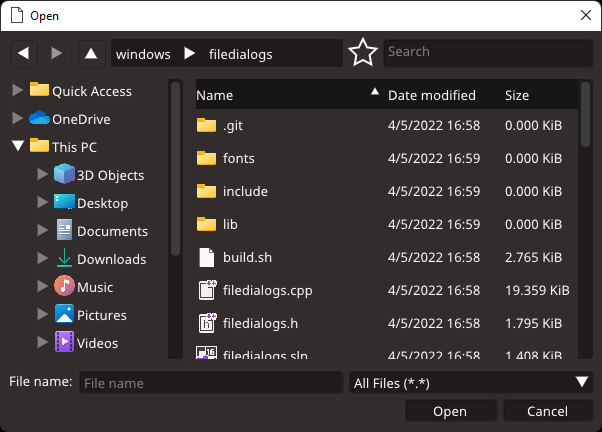 Open
windows filedialogs Search
Name Date modified Size
Quick Access
OneDrive
This PC
3D Objects
Desktop
Documents
Downloads
Music
Pictures
Videos
.git 4/5/2022 16:58 0.000 KiB
fonts 4/5/2022 16:59 0.000 KiB
include 4/5/2022 16:59 0.000 KiB
lib 4/5/2022 16:59 0.000 KiB
build.sh 4/5/2022 16:58 2.765 KiB
filedialogs.cpp 4/5/2022 16:58 19.359 KiB
filedialogs.h 4/5/2022 16:58 1.795 KiB
filedialogs.sln 4/5/2022 16:58 1.408 KiB
File name: File name All Files (*.*)
Open Cancel